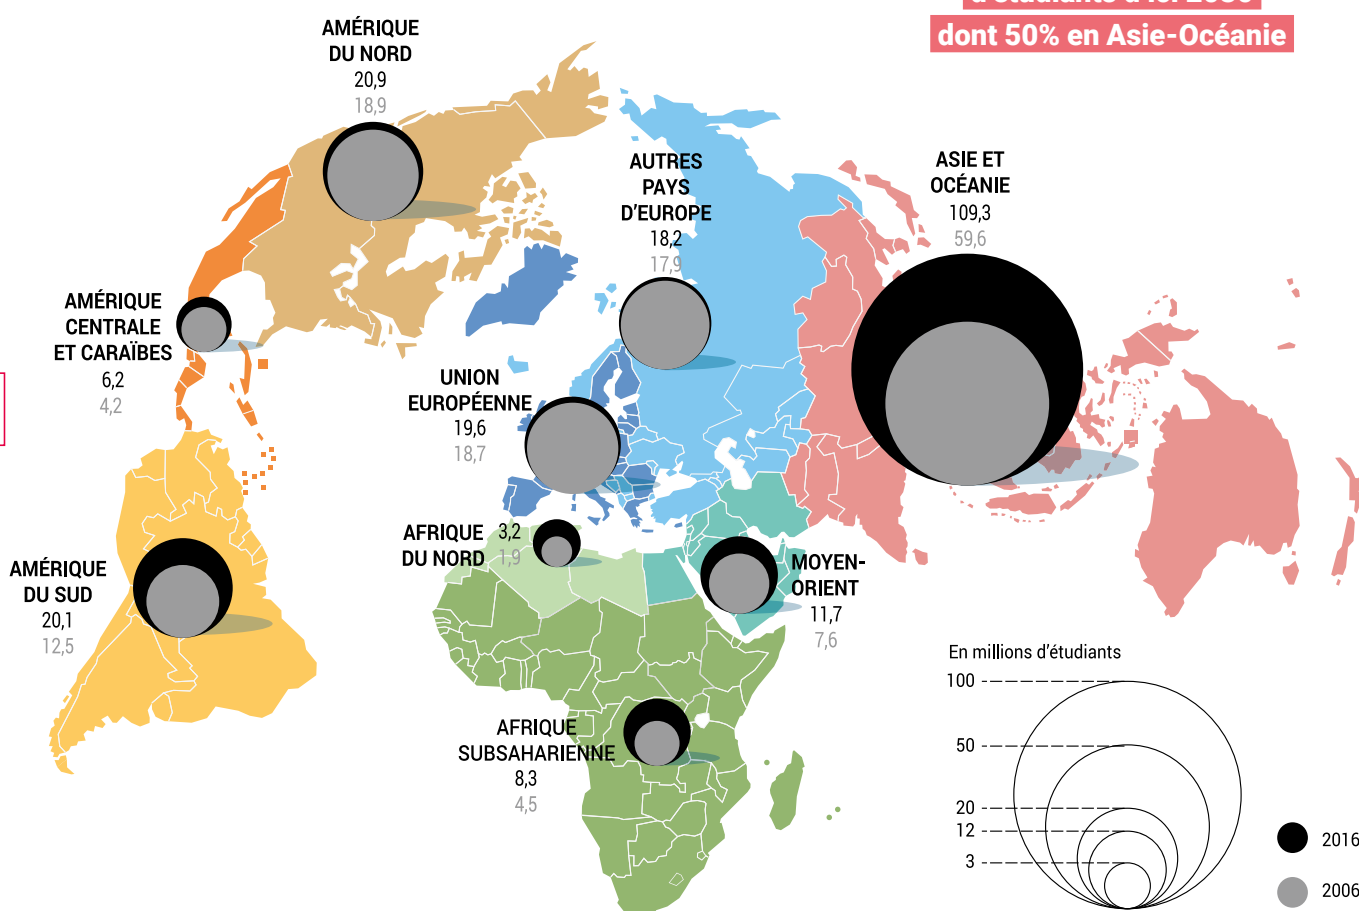 dont 50% en Asie-Océanie
AMÉRIQUE
DU NORD
20,9
18,9
AUTRES
PAYS
D'EUROPE
18,2
17,9
ASIE ET
OCÉANIE
109,3
59,6
AMÉRIQUE
CENTRALE
ET CARAÏBES
6,2
4,2
UNION
EUROPÉENNE
19,6
18,7
AFRIQUE
DU NORD
3,2
1,9
MOYEN-
ORIENT
11,7
7,6
AMÉRIQUE
DU SUD
20,1
12,5
AFRIQUE
SUBSAHARIENNE
8,3
4,5
En millions d'étudiants
100
50
20
12
3
2016
2006